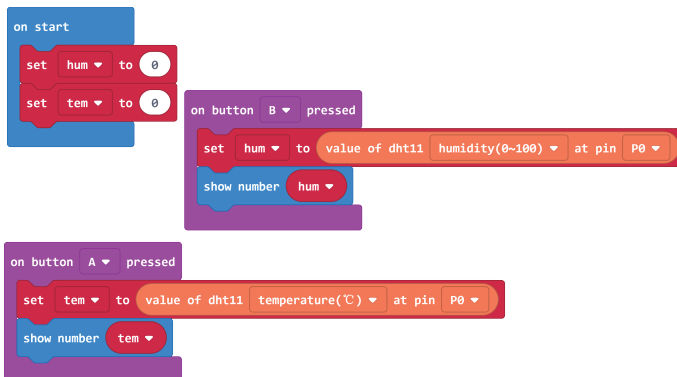 on start
set hum to 0
set tem to 0
on button B pressed
set hum to value of dht11 humidity(0~100) at pin P0
show number hum
on button A pressed
set tem to value of dht11 temperature(℃) at pin P0
show number tem